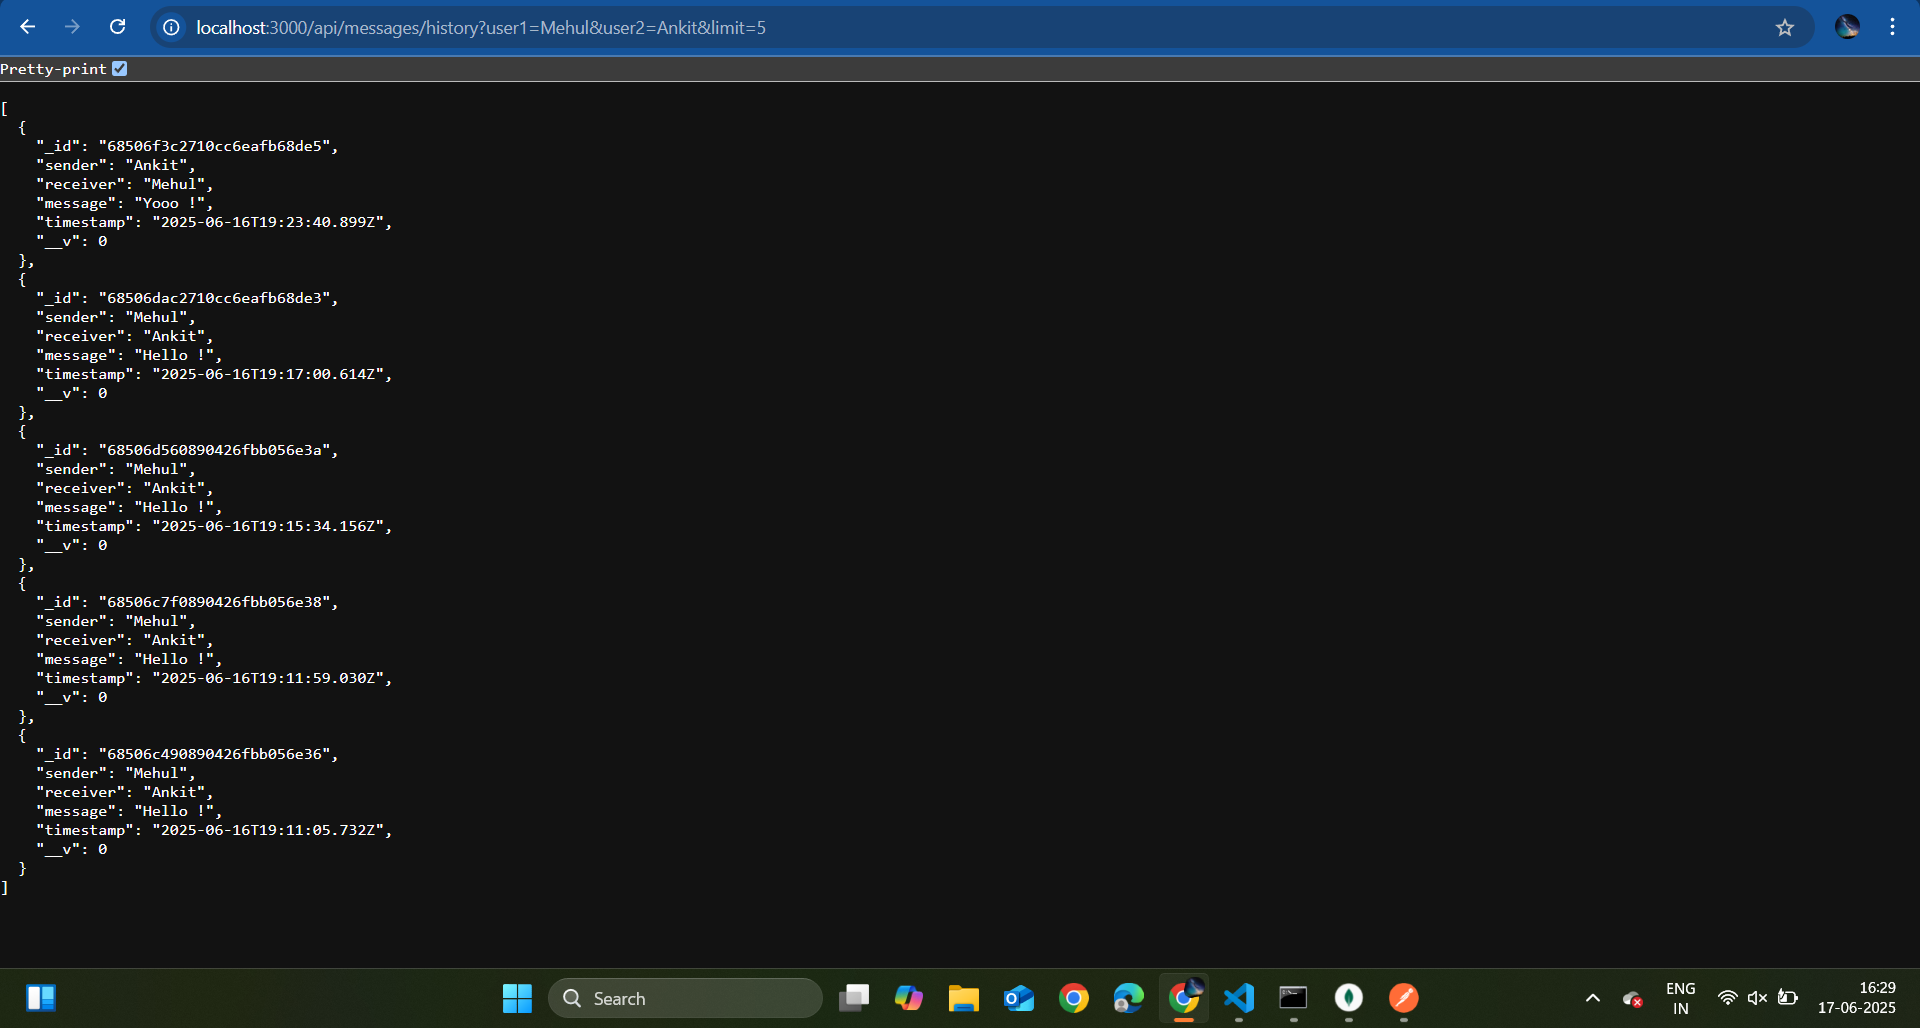 localhost:3000/api/messages/history?user1=Mehul&user2=Ankit&limit=5
Pretty-print
[
  {
    "_id": "68506f3c2710cc6eafb68de5",
    "sender": "Ankit",
    "receiver": "Mehul",
    "message": "Yooo !",
    "timestamp": "2025-06-16T19:23:40.899Z",
    "__v": 0
  },
  {
    "_id": "68506dac2710cc6eafb68de3",
    "sender": "Mehul",
    "receiver": "Ankit",
    "message": "Hello !",
    "timestamp": "2025-06-16T19:17:00.614Z",
    "__v": 0
  },
  {
    "_id": "68506d560890426fbb056e3a",
    "sender": "Mehul",
    "receiver": "Ankit",
    "message": "Hello !",
    "timestamp": "2025-06-16T19:15:34.156Z",
    "__v": 0
  },
  {
    "_id": "68506c7f0890426fbb056e38",
    "sender": "Mehul",
    "receiver": "Ankit",
    "message": "Hello !",
    "timestamp": "2025-06-16T19:11:59.030Z",
    "__v": 0
  },
  {
    "_id": "68506c490890426fbb056e36",
    "sender": "Mehul",
    "receiver": "Ankit",
    "message": "Hello !",
    "timestamp": "2025-06-16T19:11:05.732Z",
    "__v": 0
  }
]
Search
ENG
IN
16:29
17-06-2025